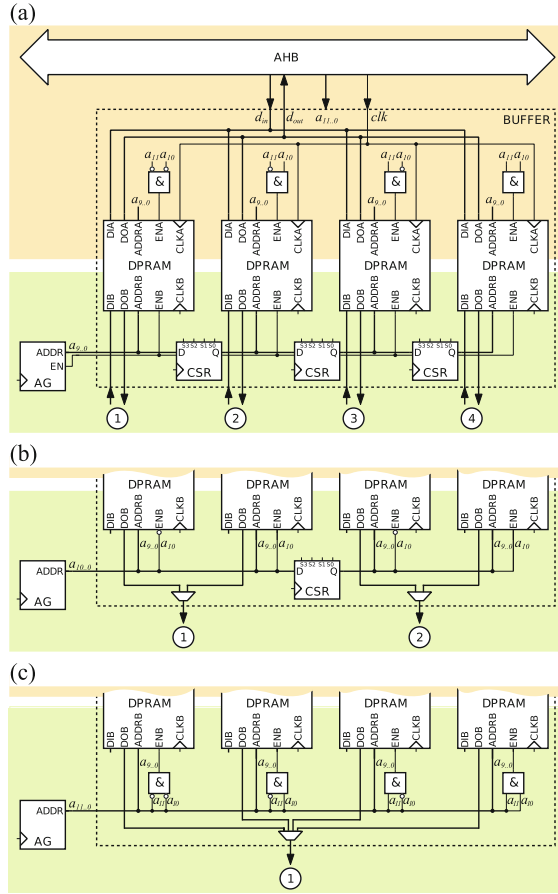 (a)
AHB
d_in d_out a_11..0 clk
BUFFER
a_11 a_10 a_11 a_10 a_11 a_10 a_11 a_10
& & & &
a_9..0 a_9..0 a_9..0 a_9..0
DIA DOA ADDRA ENA CLKA DIA DOA ADDRA ENA CLKA DIA DOA ADDRA ENA CLKA DIA DOA ADDRA ENA CLKA
DPRAM DPRAM DPRAM DPRAM
DIB DOB ADDRB ENB CLKB DIB DOB ADDRB ENB CLKB DIB DOB ADDRB ENB CLKB DIB DOB ADDRB ENB CLKB
ADDR a_9..0 S3 S2 S1 S0 S3 S2 S1 S0 S3 S2 S1 S0
EN D Q D Q D Q
AG CSR CSR CSR
1 2 3 4
(b)
DPRAM DPRAM DPRAM DPRAM
DIB DOB ADDRB ENB CLKB DIB DOB ADDRB ENB CLKB DIB DOB ADDRB ENB CLKB DIB DOB ADDRB ENB CLKB
a_9..0 a_10 a_9..0 a_10 a_9..0 a_10 a_9..0 a_10
ADDR a_10..0 S3 S2 S1 S0
D Q
AG CSR
1 2
(c)
DPRAM DPRAM DPRAM DPRAM
DIB DOB ADDRB ENB CLKB DIB DOB ADDRB ENB CLKB DIB DOB ADDRB ENB CLKB DIB DOB ADDRB ENB CLKB
a_9..0 a_9..0 a_9..0 a_9..0
& & & &
a_11 a_10 a_11 a_10 a_11 a_10 a_11 a_10
ADDR a_11..0
AG
1